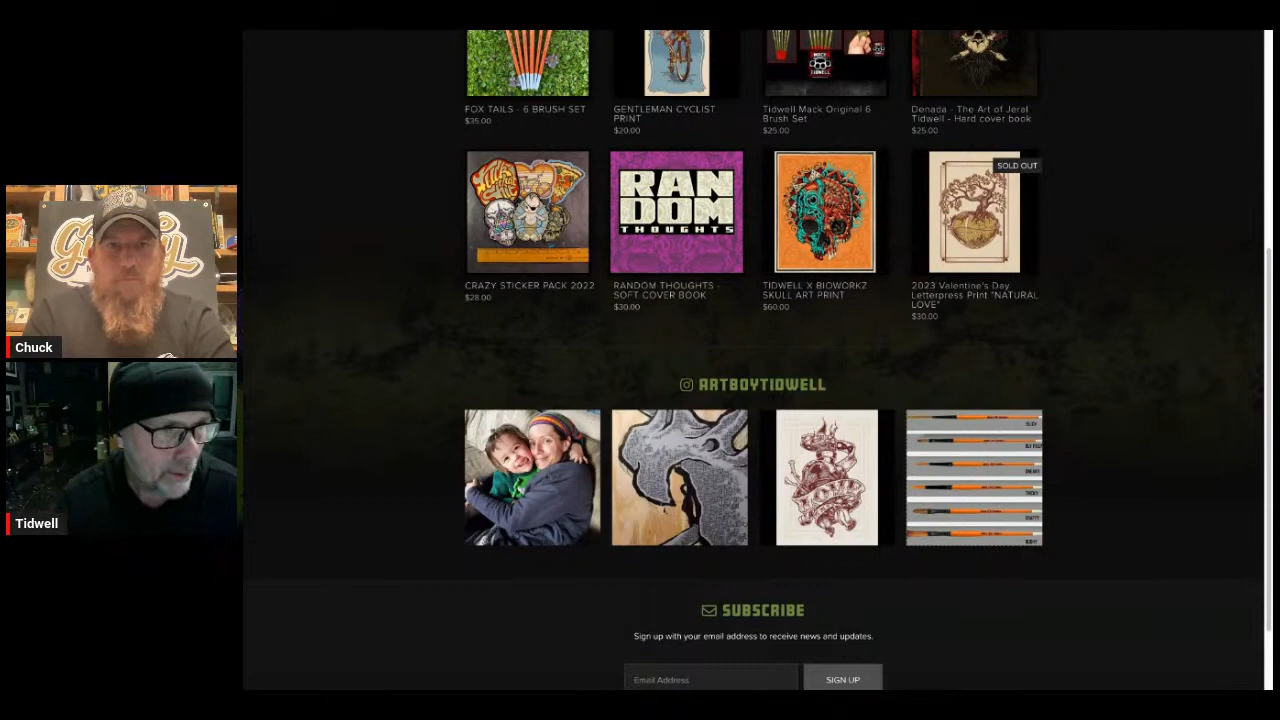 FOX TAILS - 6 BRUSH SET
$35.00
GENTLEMAN CYCLIST
PRINT
$20.00
Tidwell Mack Original 6
Brush Set
$25.00
Denada - The Art of Jeral
Tidwell - Hard cover book
$25.00
RANDOM
THOUGHTS
SOLD OUT
CRAZY STICKER PACK 2022
$28.00
RANDOM THOUGHTS -
SOFT COVER BOOK
$30.00
TIDWELL X BIOWORKZ
SKULL ART PRINT
$60.00
2023 Valentine's Day
Letterpress Print "NATURAL
LOVE"
$30.00
Chuck
Tidwell
ARTBOYTIDWELL
SUBSCRIBE
Sign up with your email address to receive news and updates.
Email Address
SIGN UP